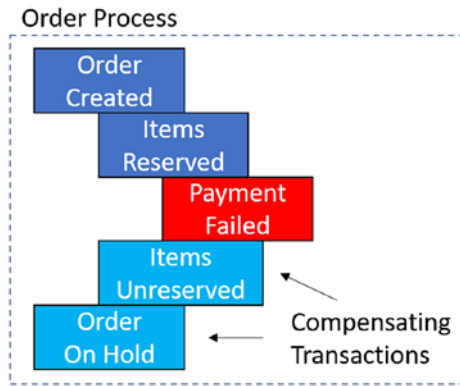 Order Process
Order
Created
Items
Reserved
Payment
Failed
Items
Unreserved
Order
On Hold
Compensating
Transactions